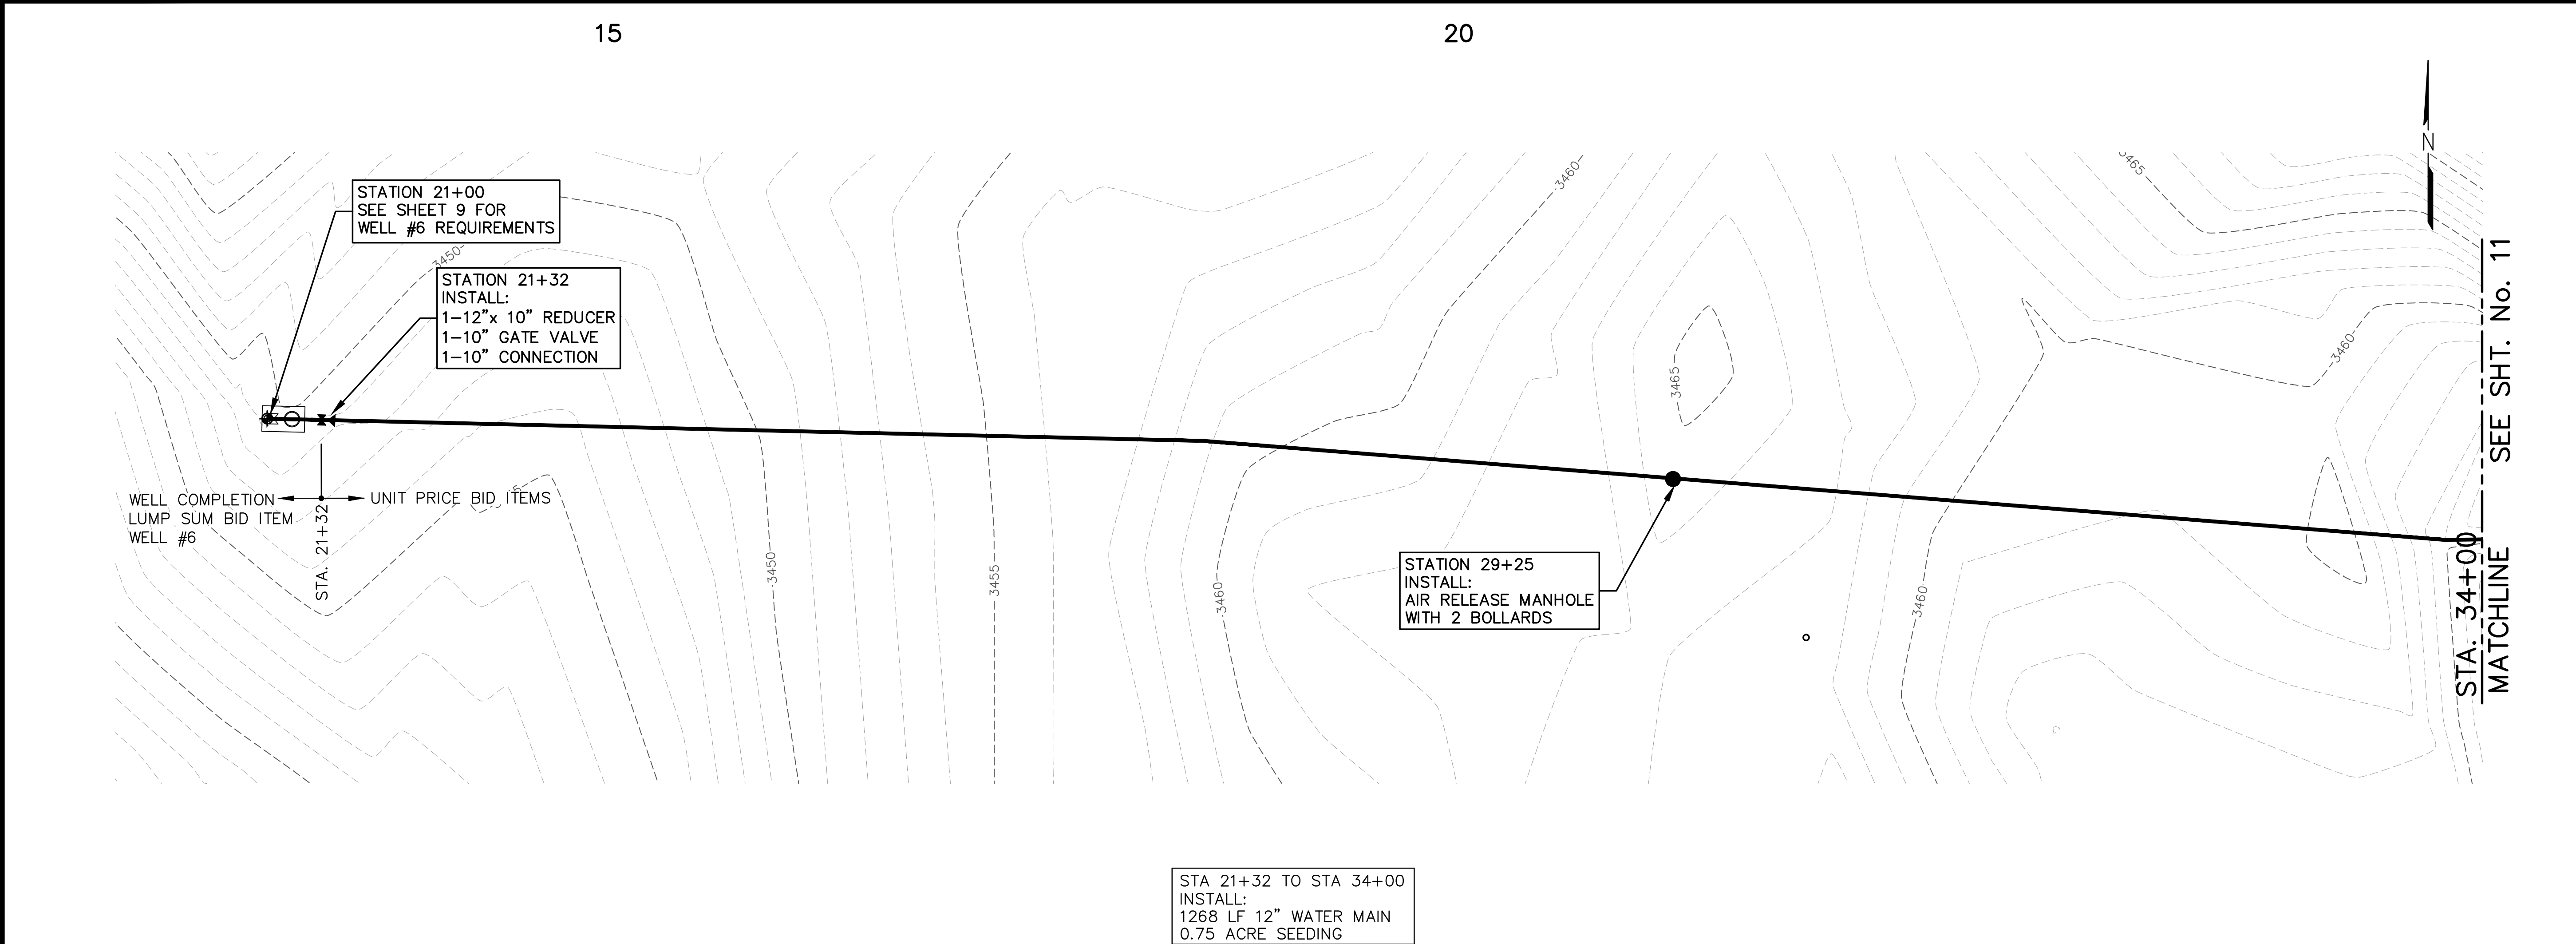 15
20
N
3460
3465
STATION 21+00
SEE SHEET 9 FOR
WELL #6 REQUIREMENTS
3450
STATION 21+32
INSTALL:
1-12"x 10" REDUCER
1-10" GATE VALVE
1-10" CONNECTION
SEE SHT. No. 11
3460
3465
WELL COMPLETION
LUMP SUM BID ITEM
WELL #6
UNIT PRICE BID ITEMS
STA. 21+32
3450
3455
3460
STATION 29+25
INSTALL:
AIR RELEASE MANHOLE
WITH 2 BOLLARDS
3460
STA. 34+00
MATCHLINE
STA 21+32 TO STA 34+00
INSTALL:
1268 LF 12" WATER MAIN
0.75 ACRE SEEDING